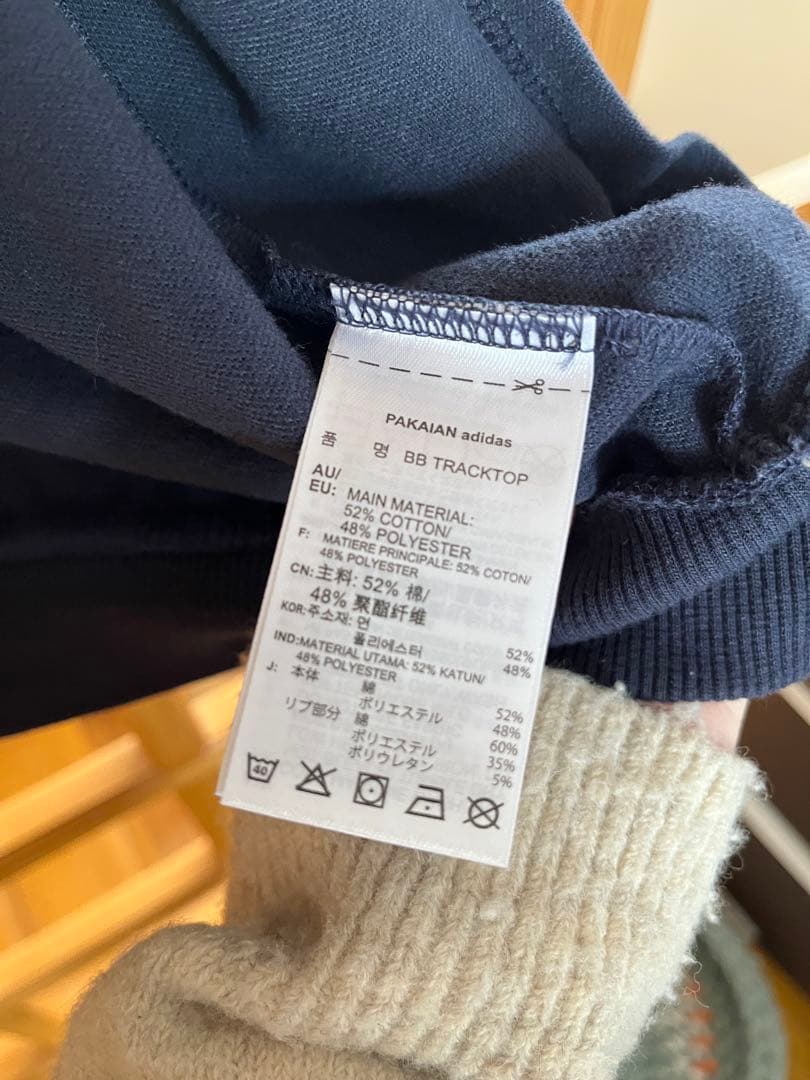 PAKAIAN adidas
품 명 BB TRACKTOP
AU/
EU: MAIN MATERIAL:
52% COTTON/
48% POLYESTER
F: MATIERE PRINCIPALE: 52% COTON/
48% POLYESTER
CN: 主料: 52% 棉/
48% 聚酯纤维
KOR: 주소재: 면 52%
폴리에스터 48%
IND: MATERIAL UTAMA: 52% KATUN/
48% POLYESTER
J: 本体 綿 52%
ポリエステル 48%
リブ部分 綿 60%
ポリエステル 35%
ポリウレタン 5%
40